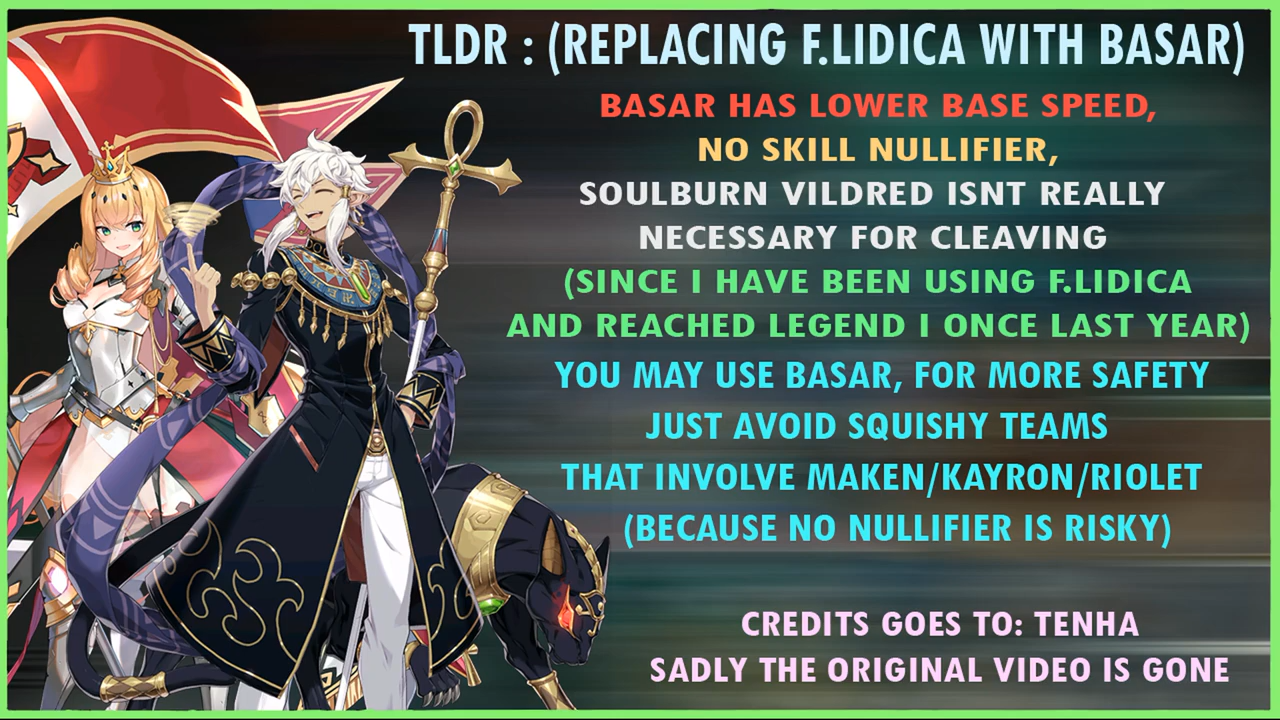 TLDR : (REPLACING F.LIDICA WITH BASAR)
BASAR HAS LOWER BASE SPEED,
NO SKILL NULLIFIER,
SOULBURN VILDRED ISNT REALLY
NECESSARY FOR CLEAVING
(SINCE I HAVE BEEN USING F.LIDICA
AND REACHED LEGEND I ONCE LAST YEAR)
YOU MAY USE BASAR, FOR MORE SAFETY
JUST AVOID SQUISHY TEAMS
THAT INVOLVE MAKEN/KAYRON/RIOLET
(BECAUSE NO NULLIFIER IS RISKY)
CREDITS GOES TO: TENHA
SADLY THE ORIGINAL VIDEO IS GONE